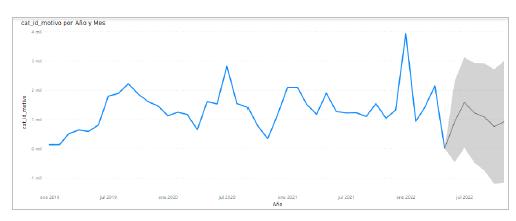 cat_id_motivo por Año y Mes
4 mil
3 mil
2 mil
1 mil
0 mil
-1 mil
cat_id_motivo
ene 2019
jul 2019
ene 2020
jul 2020
ene 2021
jul 2021
ene 2022
jul 2022
Año